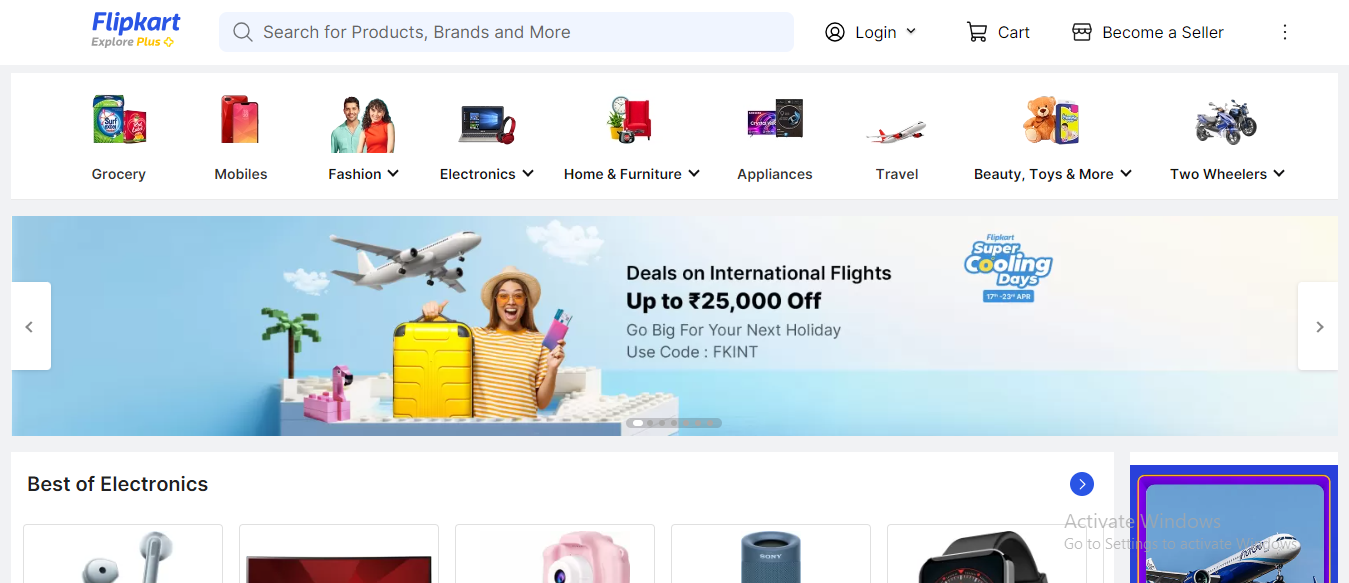 Flipkart
Explore Plus
Search for Products, Brands and More
Login
Cart
Become a Seller
Grocery
Mobiles
Fashion
Electronics
Home & Furniture
Appliances
Travel
Beauty, Toys & More
Two Wheelers
Deals on International Flights
Up to ₹25,000 Off
Go Big For Your Next Holiday
Use Code : FKINT
Flipkart
Super
Cooling
Days
17th-23rd APR
Best of Electronics
SONY
Activate Windows
Go to Settings to activate Windows.